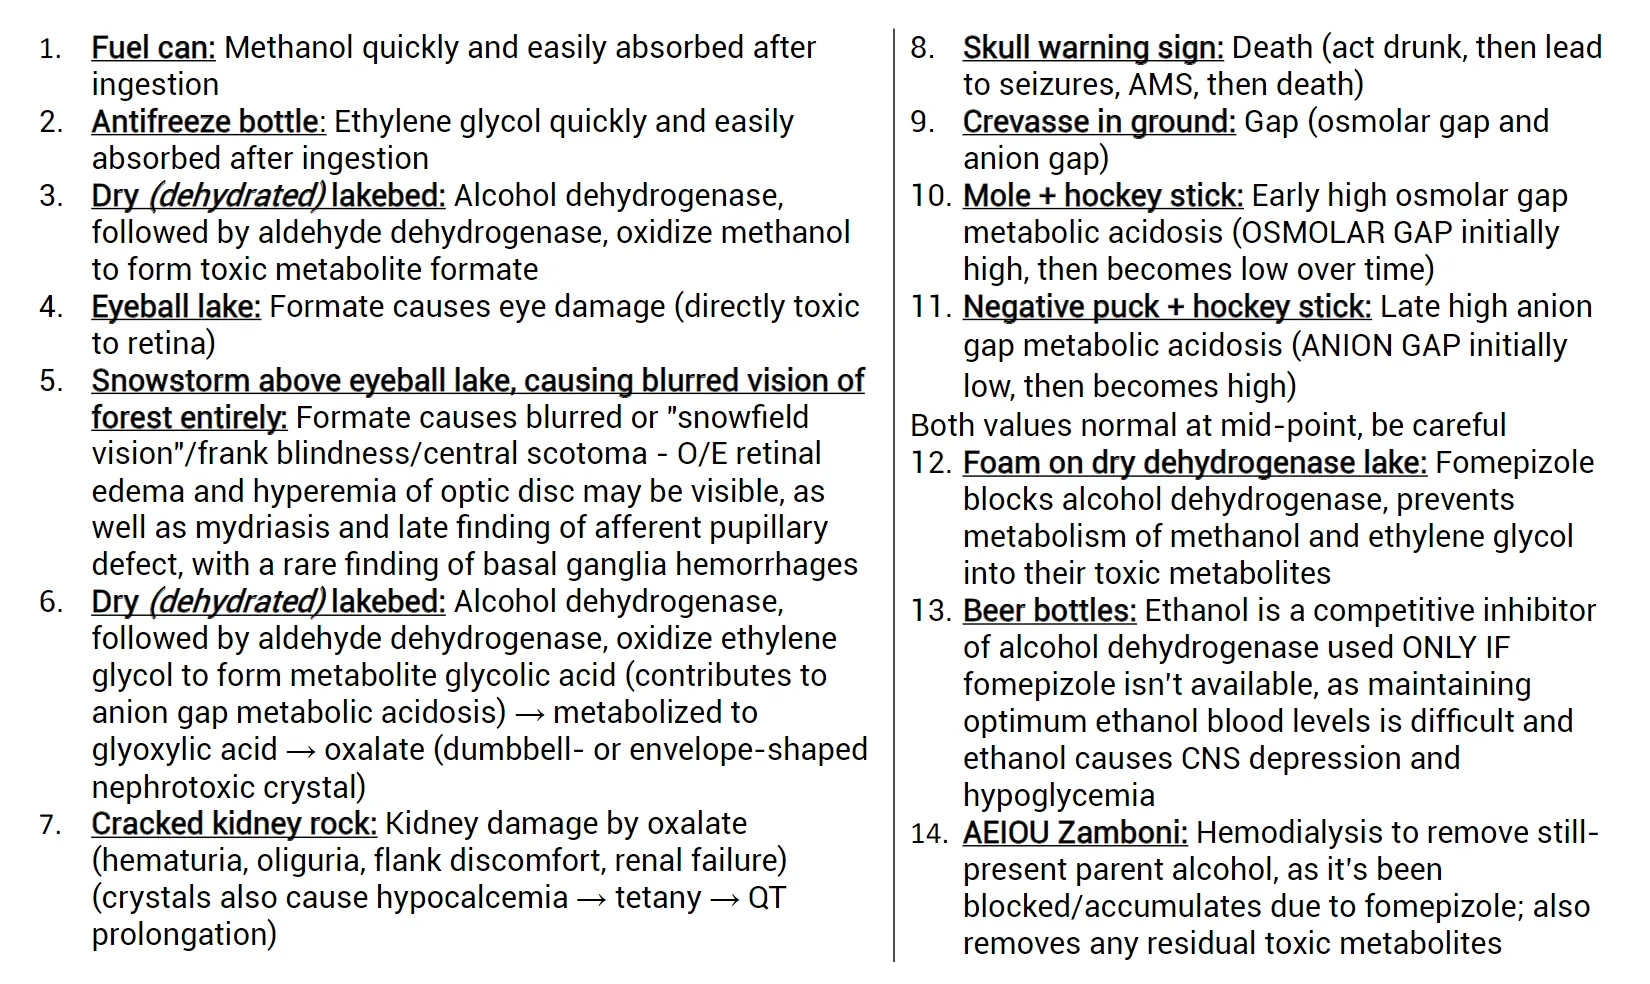 1. Fuel can: Methanol quickly and easily absorbed after
ingestion
2. Antifreeze bottle: Ethylene glycol quickly and easily
absorbed after ingestion
3. Dry (dehydrated) lakebed: Alcohol dehydrogenase,
followed by aldehyde dehydrogenase, oxidize methanol
to form toxic metabolite formate
4. Eyeball lake: Formate causes eye damage (directly toxic
to retina)
5. Snowstorm above eyeball lake, causing blurred vision of
forest entirely: Formate causes blurred or "snowfield
vision"/frank blindness/central scotoma - O/E retinal
edema and hyperemia of optic disc may be visible, as
well as mydriasis and late finding of afferent pupillary
defect, with a rare finding of basal ganglia hemorrhages
6. Dry (dehydrated) lakebed: Alcohol dehydrogenase,
followed by aldehyde dehydrogenase, oxidize ethylene
glycol to form metabolite glycolic acid (contributes to
anion gap metabolic acidosis) → metabolized to
glyoxylic acid → oxalate (dumbbell- or envelope-shaped
nephrotoxic crystal)
7. Cracked kidney rock: Kidney damage by oxalate
(hematuria, oliguria, flank discomfort, renal failure)
(crystals also cause hypocalcemia → tetany → QT
prolongation)
8. Skull warning sign: Death (act drunk, then lead
to seizures, AMS, then death)
9. Crevasse in ground: Gap (osmolar gap and
anion gap)
10. Mole + hockey stick: Early high osmolar gap
metabolic acidosis (OSMOLAR GAP initially
high, then becomes low over time)
11. Negative puck + hockey stick: Late high anion
gap metabolic acidosis (ANION GAP initially
low, then becomes high)
Both values normal at mid-point, be careful
12. Foam on dry dehydrogenase lake: Fomepizole
blocks alcohol dehydrogenase, prevents
metabolism of methanol and ethylene glycol
into their toxic metabolites
13. Beer bottles: Ethanol is a competitive inhibitor
of alcohol dehydrogenase used ONLY IF
fomepizole isn't available, as maintaining
optimum ethanol blood levels is difficult and
ethanol causes CNS depression and
hypoglycemia
14. AEIOU Zamboni: Hemodialysis to remove still-
present parent alcohol, as it's been
blocked/accumulates due to fomepizole; also
removes any residual toxic metabolites